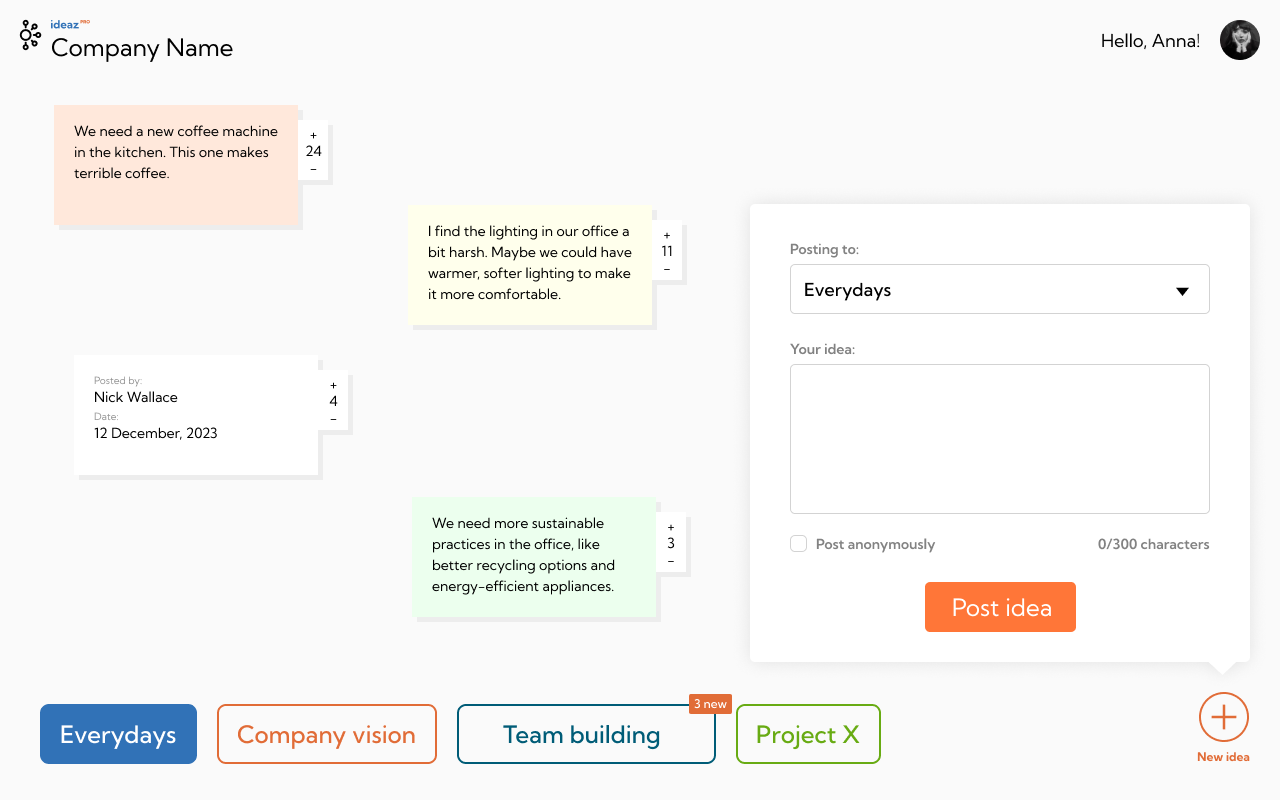 ideaz PRO
Company Name
Hello, Anna!
We need a new coffee machine
in the kitchen. This one makes
terrible coffee.
+
24
-
I find the lighting in our office a
bit harsh. Maybe we could have
warmer, softer lighting to make
it more comfortable.
+
11
-
Posted by:
Nick Wallace
Date:
12 December, 2023
+
4
-
We need more sustainable
practices in the office, like
better recycling options and
energy-efficient appliances.
+
3
-
Posting to:
Everydays
Your idea:
Post anonymously
0/300 characters
Post idea
Everydays
Company vision
Team building
3 new
Project X
New idea